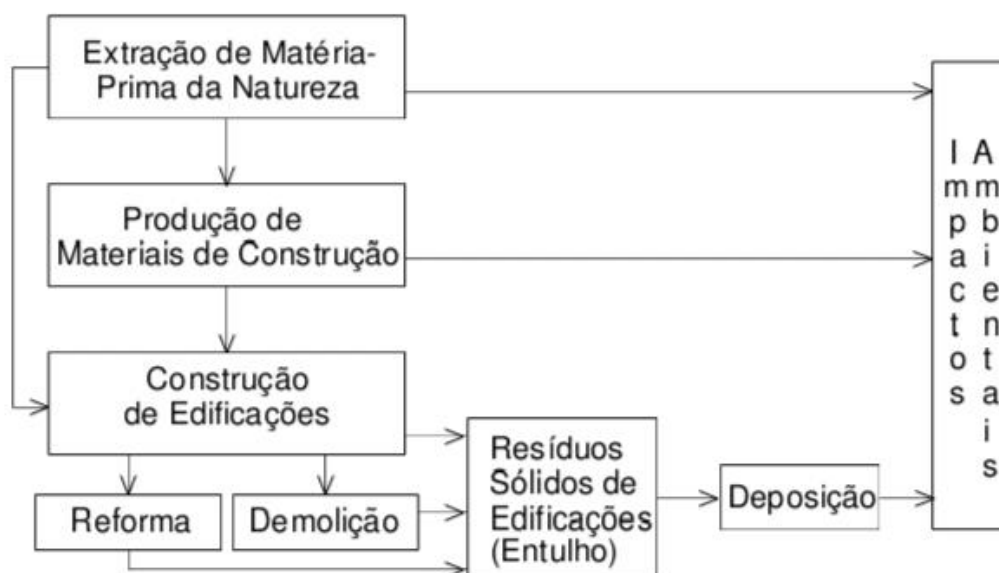 Extração de Matéria-
Prima da Natureza
Produção de
Materiais de Construção
Construção
de Edificações
Reforma
Demolição
Resíduos
Sólidos de
Edificações
(Entulho)
Deposição
Impactos
Ambientais